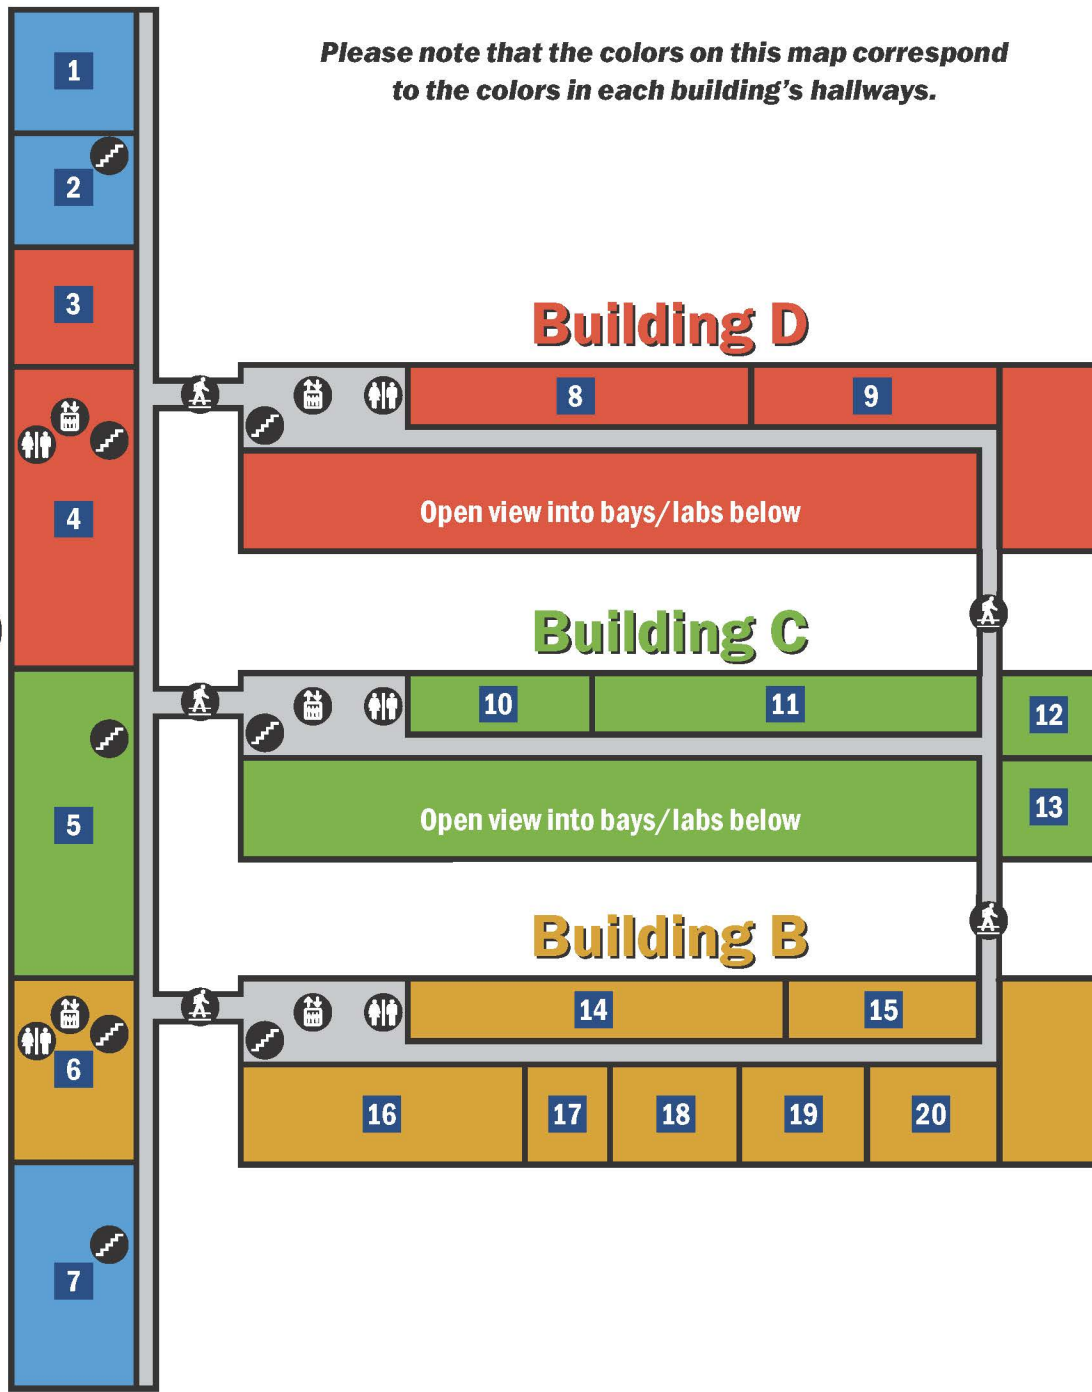 Please note that the colors on this map correspond
to the colors in each building's hallways.
1
2
3
4
5
6
7
Building D
8
9
Open view into bays/labs below
Building C
10
11
12
13
Open view into bays/labs below
Building B
14
15
16
17
18
19
20